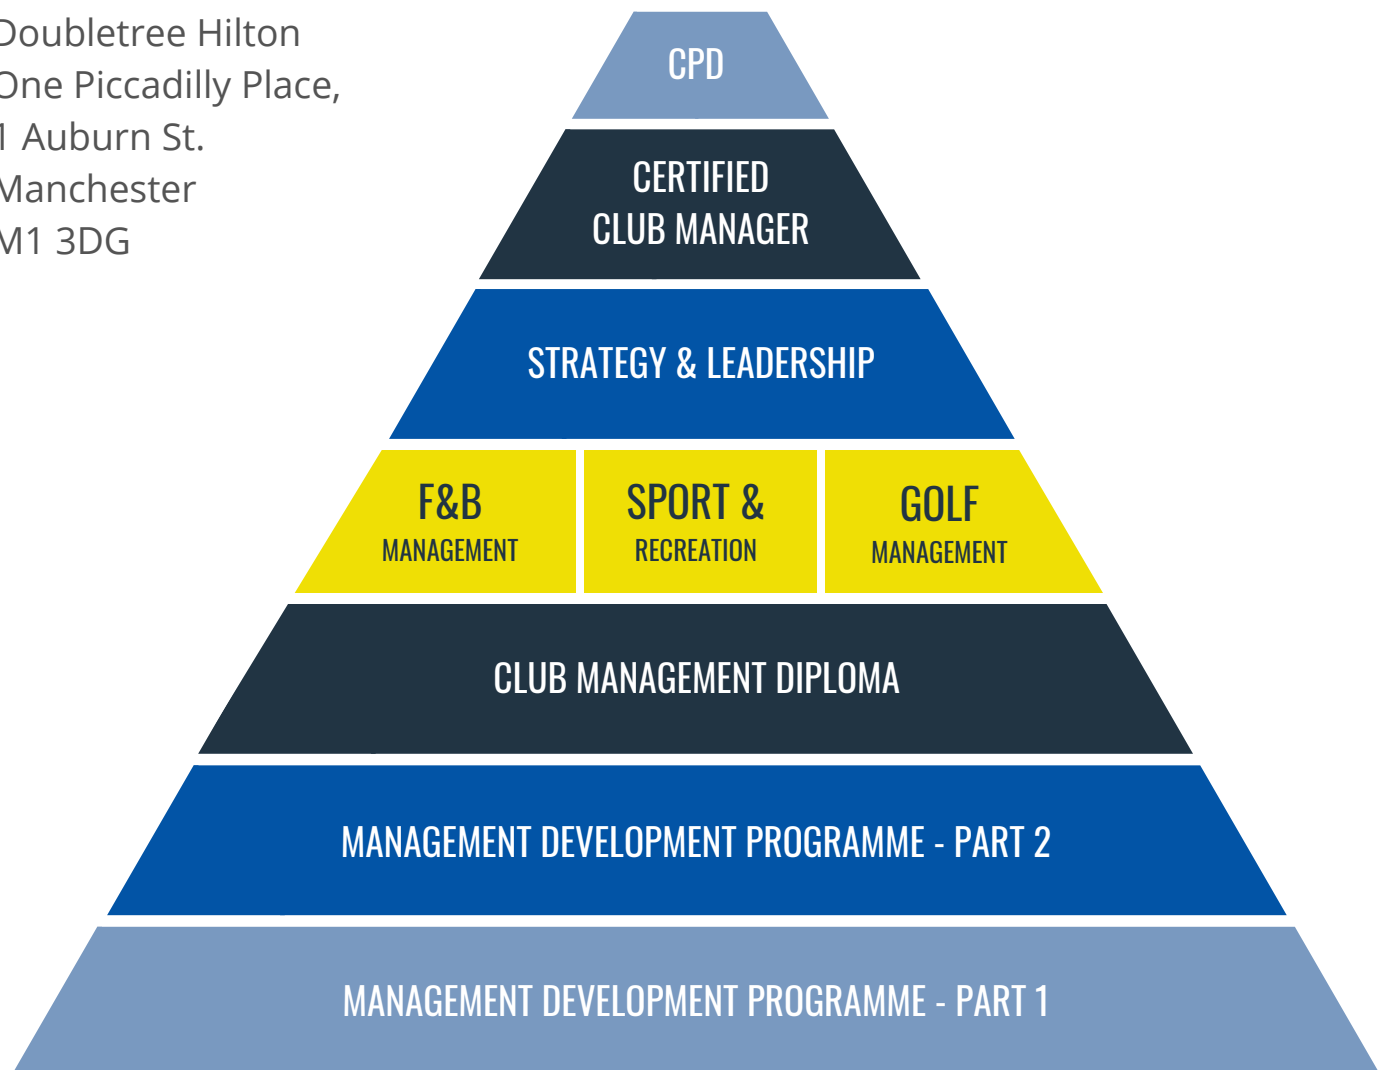 Doubletree Hilton
One Piccadilly Place,
1 Auburn St.
Manchester
M1 3DG
CPD
CERTIFIED
CLUB MANAGER
STRATEGY & LEADERSHIP
F&B
MANAGEMENT
SPORT &
RECREATION
GOLF
MANAGEMENT
CLUB MANAGEMENT DIPLOMA
MANAGEMENT DEVELOPMENT PROGRAMME - PART 2
MANAGEMENT DEVELOPMENT PROGRAMME - PART 1